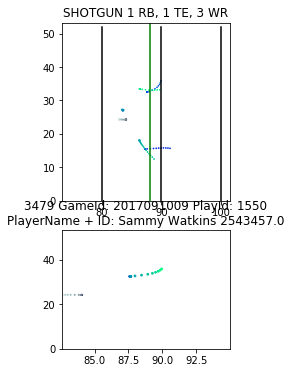 SHOTGUN 1 RB, 1 TE, 3 WR
50
40
30
20
10
0
80 90 100
3479 GameId: 2017091009 PlayId: 1550
PlayerName + ID: Sammy Watkins 2543457.0
40
20
0
85.0 87.5 90.0 92.5